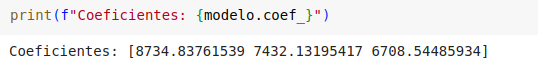 print(f"Coeficientes: {modelo.coef_}")
Coeficientes: [8734.83761539 7432.13195417 6708.54485934]